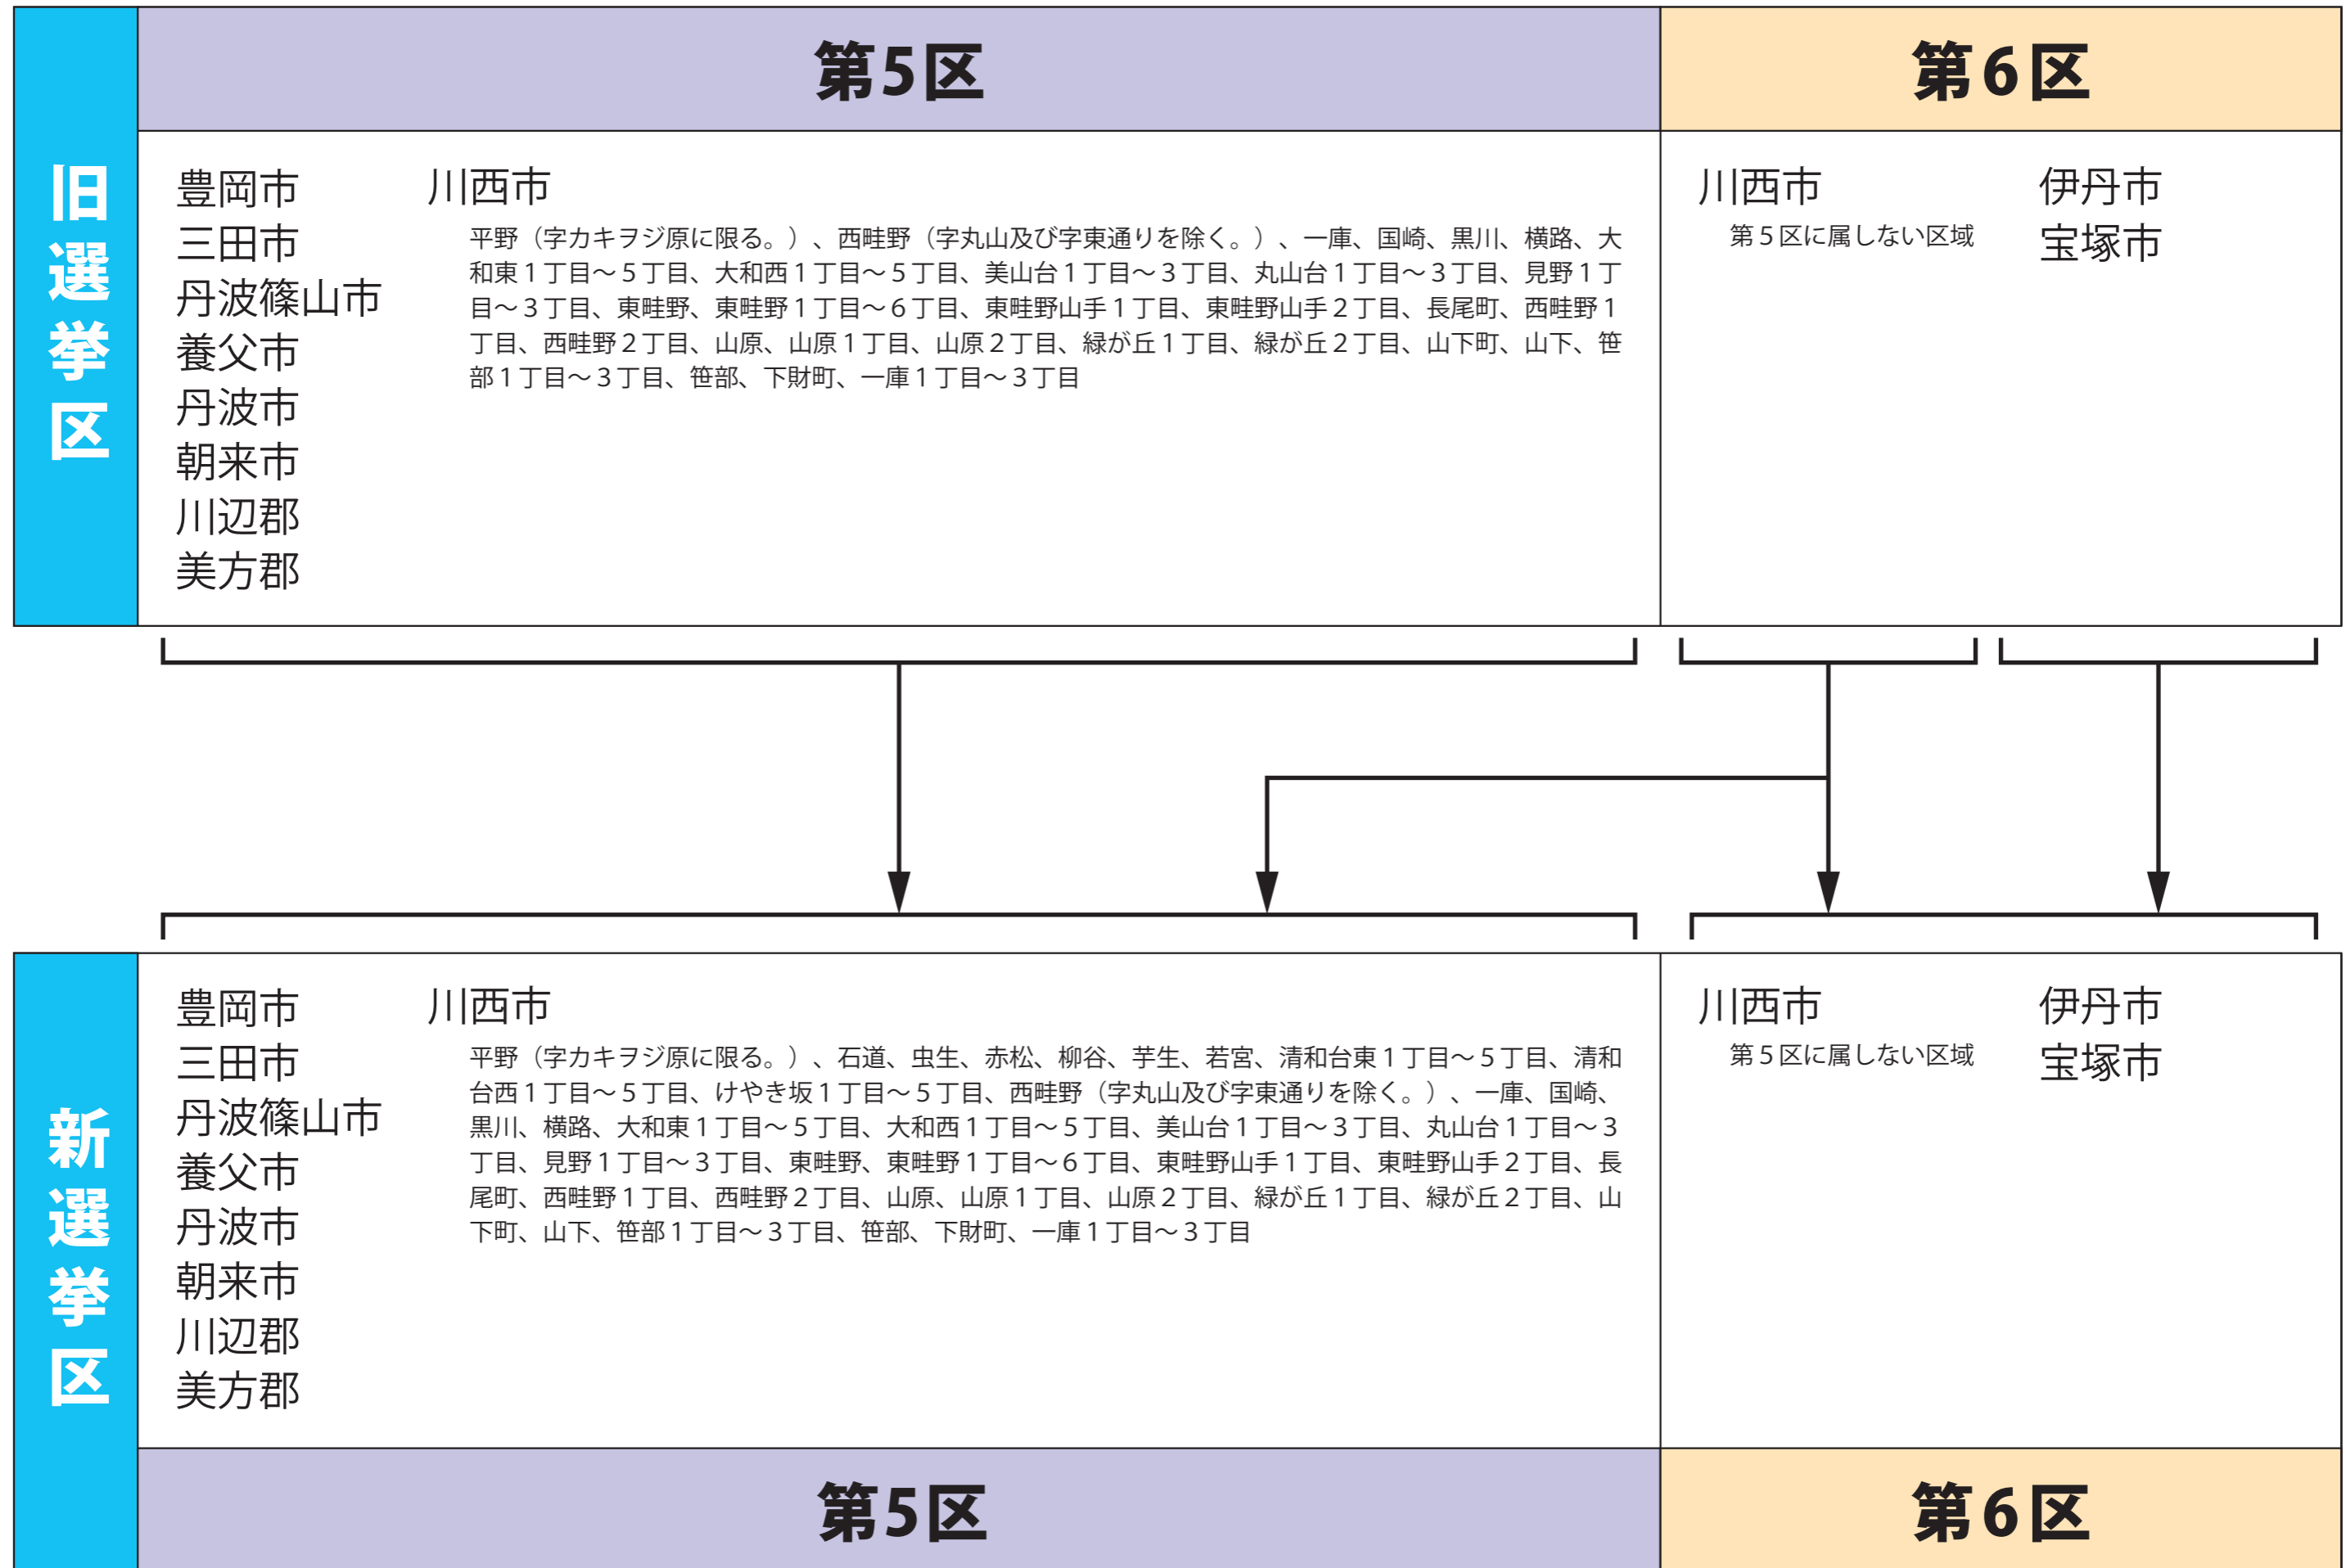 旧選挙区
第5区
第6区
豊岡市
三田市
丹波篠山市
養父市
丹波市
朝来市
川辺郡
美方郡
川西市
平野（字カキヲジ原に限る。）、西畦野（字丸山及び字東通りを除く。）、一庫、国崎、黒川、横路、大
和東１丁目～５丁目、大和西１丁目～５丁目、美山台１丁目～３丁目、丸山台１丁目～３丁目、見野１丁
目～３丁目、東畦野、東畦野１丁目～６丁目、東畦野山手１丁目、東畦野山手２丁目、長尾町、西畦野１
丁目、西畦野２丁目、山原、山原１丁目、山原２丁目、緑が丘１丁目、緑が丘２丁目、山下町、山下、笹
部１丁目～３丁目、笹部、下財町、一庫１丁目～３丁目
川西市
第５区に属しない区域
伊丹市
宝塚市
新選挙区
豊岡市
三田市
丹波篠山市
養父市
丹波市
朝来市
川辺郡
美方郡
川西市
平野（字カキヲジ原に限る。）、石道、虫生、赤松、柳谷、芋生、若宮、清和台東１丁目～５丁目、清和
台西１丁目～５丁目、けやき坂１丁目～５丁目、西畦野（字丸山及び字東通りを除く。）、一庫、国崎、
黒川、横路、大和東１丁目～５丁目、大和西１丁目～５丁目、美山台１丁目～３丁目、丸山台１丁目～３
丁目、見野１丁目～３丁目、東畦野、東畦野１丁目～６丁目、東畦野山手１丁目、東畦野山手２丁目、長
尾町、西畦野１丁目、西畦野２丁目、山原、山原１丁目、山原２丁目、緑が丘１丁目、緑が丘２丁目、山
下町、山下、笹部１丁目～３丁目、笹部、下財町、一庫１丁目～３丁目
川西市
第５区に属しない区域
伊丹市
宝塚市
第5区
第6区